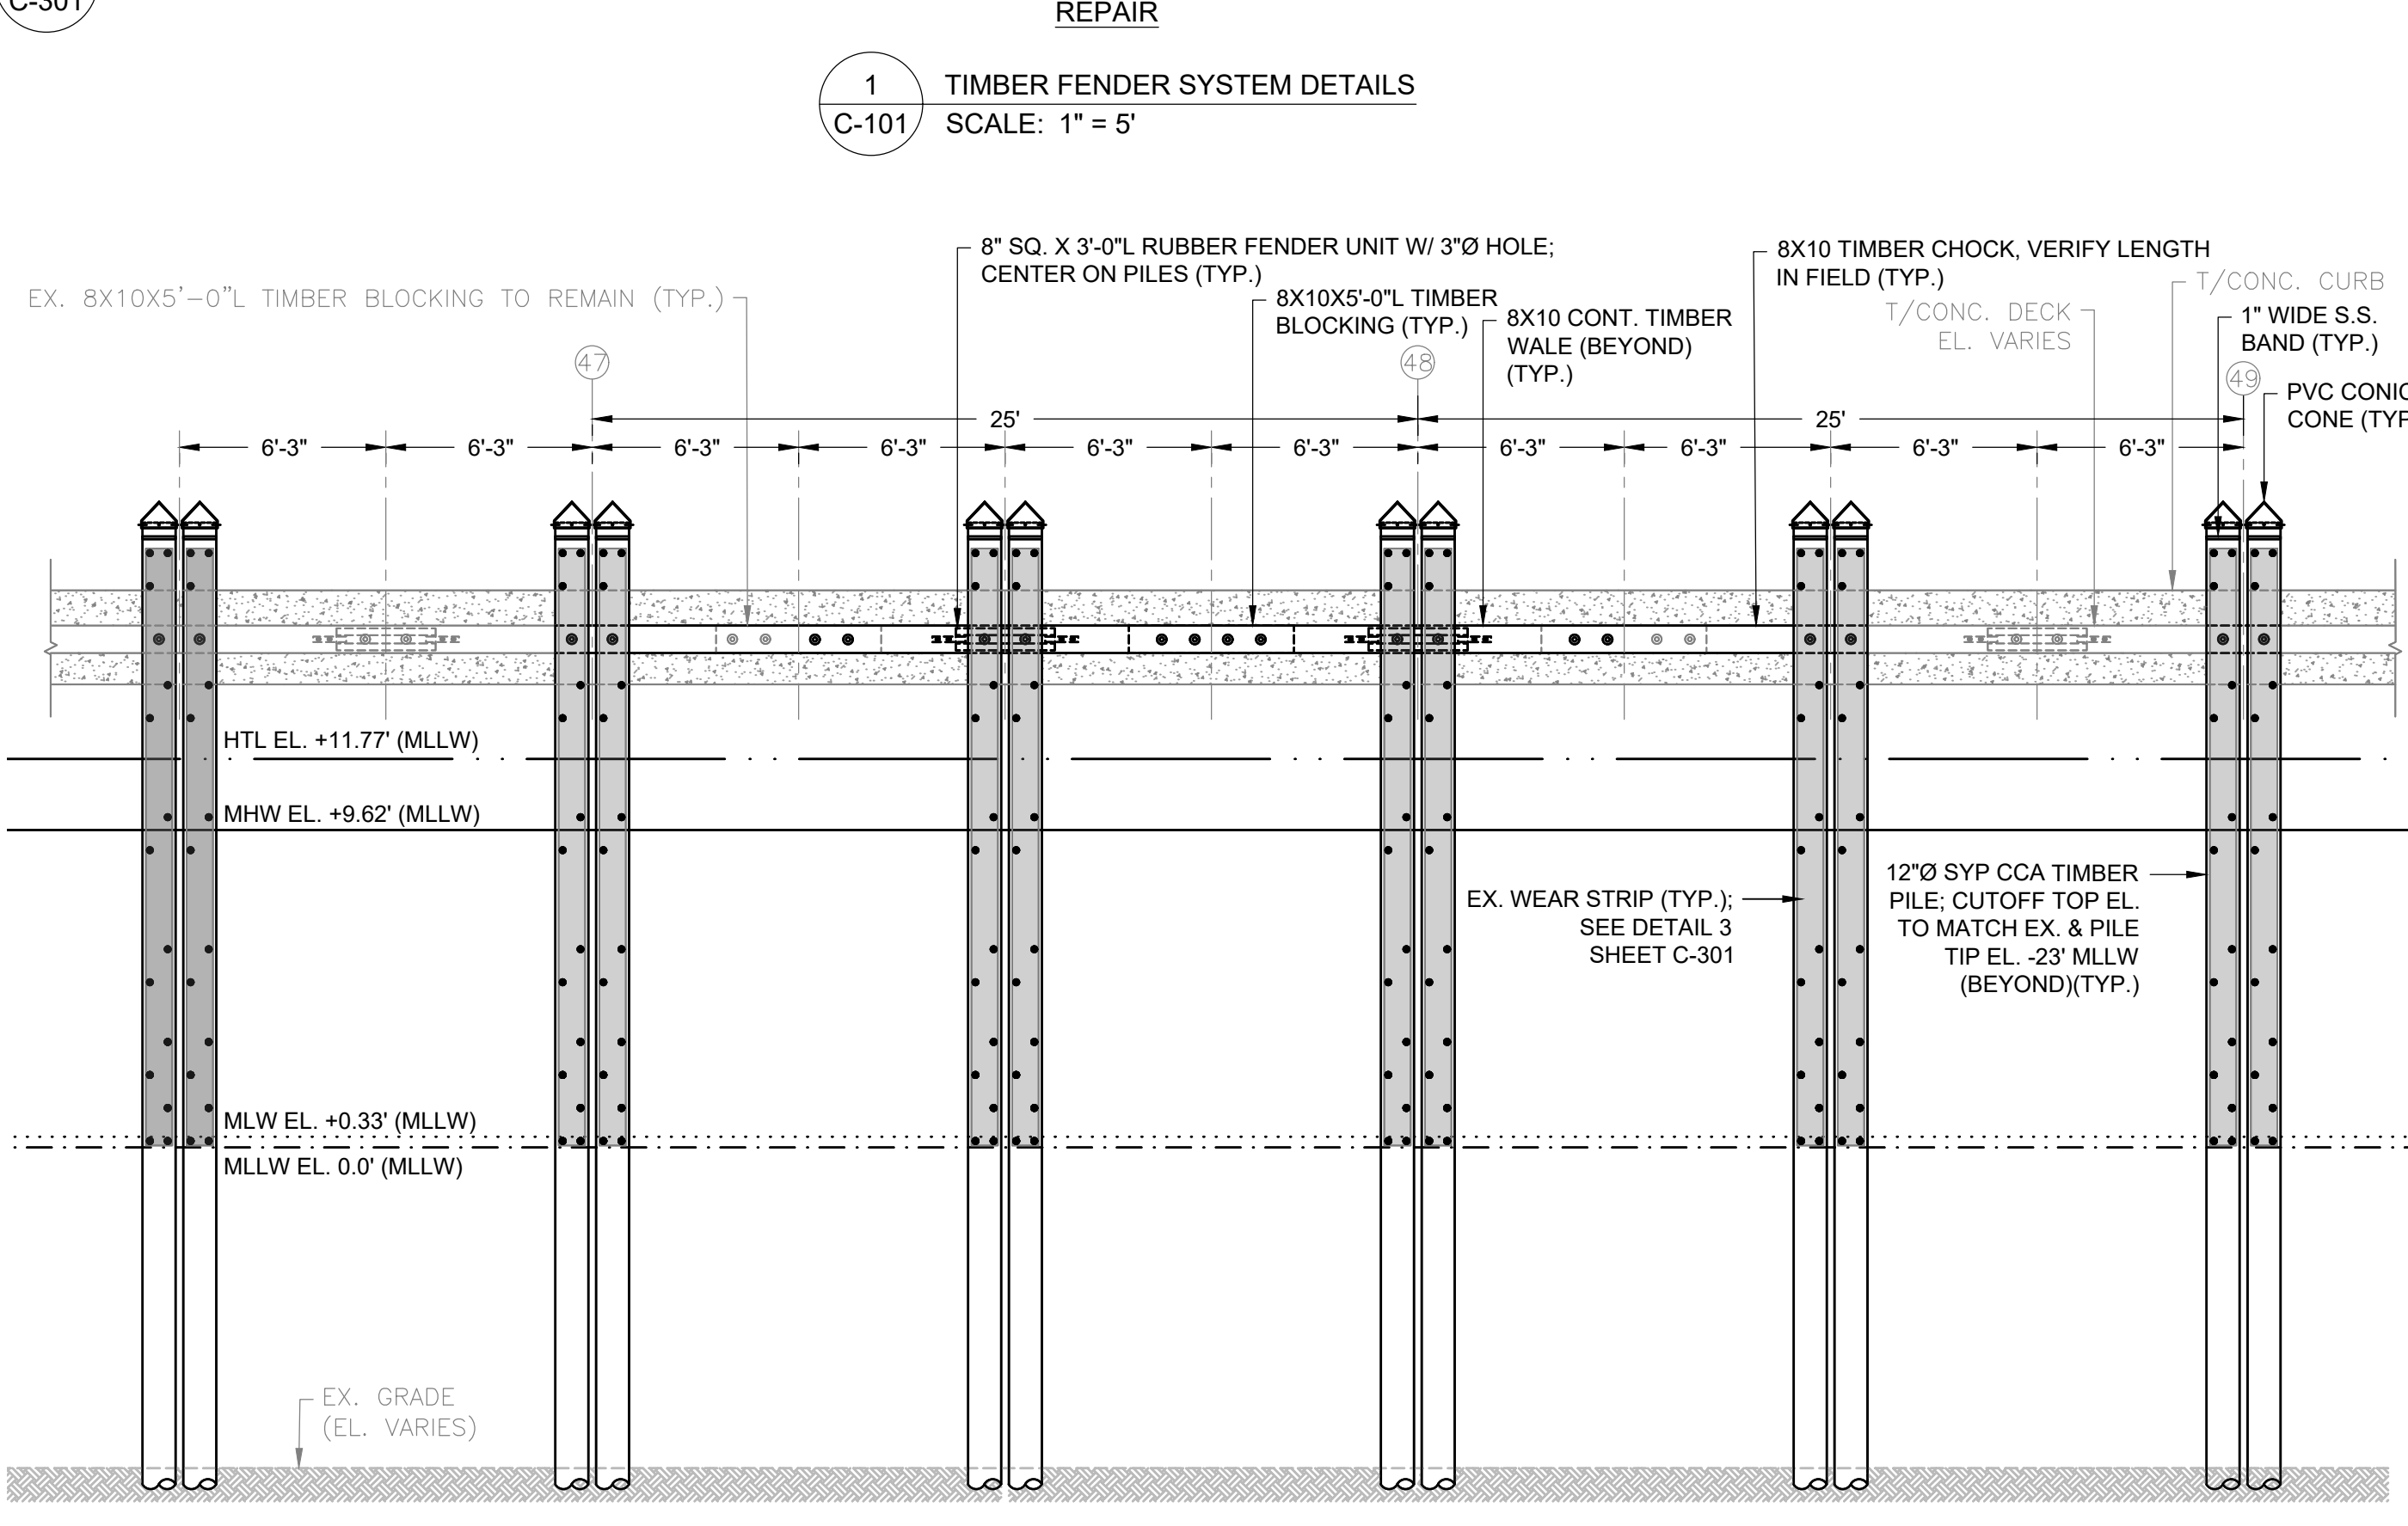 C-301
REPAIR
1
C-101
TIMBER FENDER SYSTEM DETAILS
SCALE: 1" = 5'
EX. 8X10X5'-0"L TIMBER BLOCKING TO REMAIN (TYP.)
8" SQ. X 3'-0"L RUBBER FENDER UNIT W/ 3"Ø HOLE;
CENTER ON PILES (TYP.)
8X10X5'-0"L TIMBER
BLOCKING (TYP.)
8X10 CONT. TIMBER
WALE (BEYOND)
(TYP.)
8X10 TIMBER CHOCK, VERIFY LENGTH
IN FIELD (TYP.)
T/CONC. DECK
EL. VARIES
T/CONC. CURB
1" WIDE S.S.
BAND (TYP.)
PVC CONIC
CONE (TYP
47
48
49
25'
25'
6'-3"
6'-3"
6'-3"
6'-3"
6'-3"
6'-3"
6'-3"
6'-3"
6'-3"
6'-3"
HTL EL. +11.77' (MLLW)
MHW EL. +9.62' (MLLW)
EX. WEAR STRIP (TYP.);
SEE DETAIL 3
SHEET C-301
12"Ø SYP CCA TIMBER
PILE; CUTOFF TOP EL.
TO MATCH EX. & PILE
TIP EL. -23' MLLW
(BEYOND)(TYP.)
MLW EL. +0.33' (MLLW)
MLLW EL. 0.0' (MLLW)
EX. GRADE
(EL. VARIES)